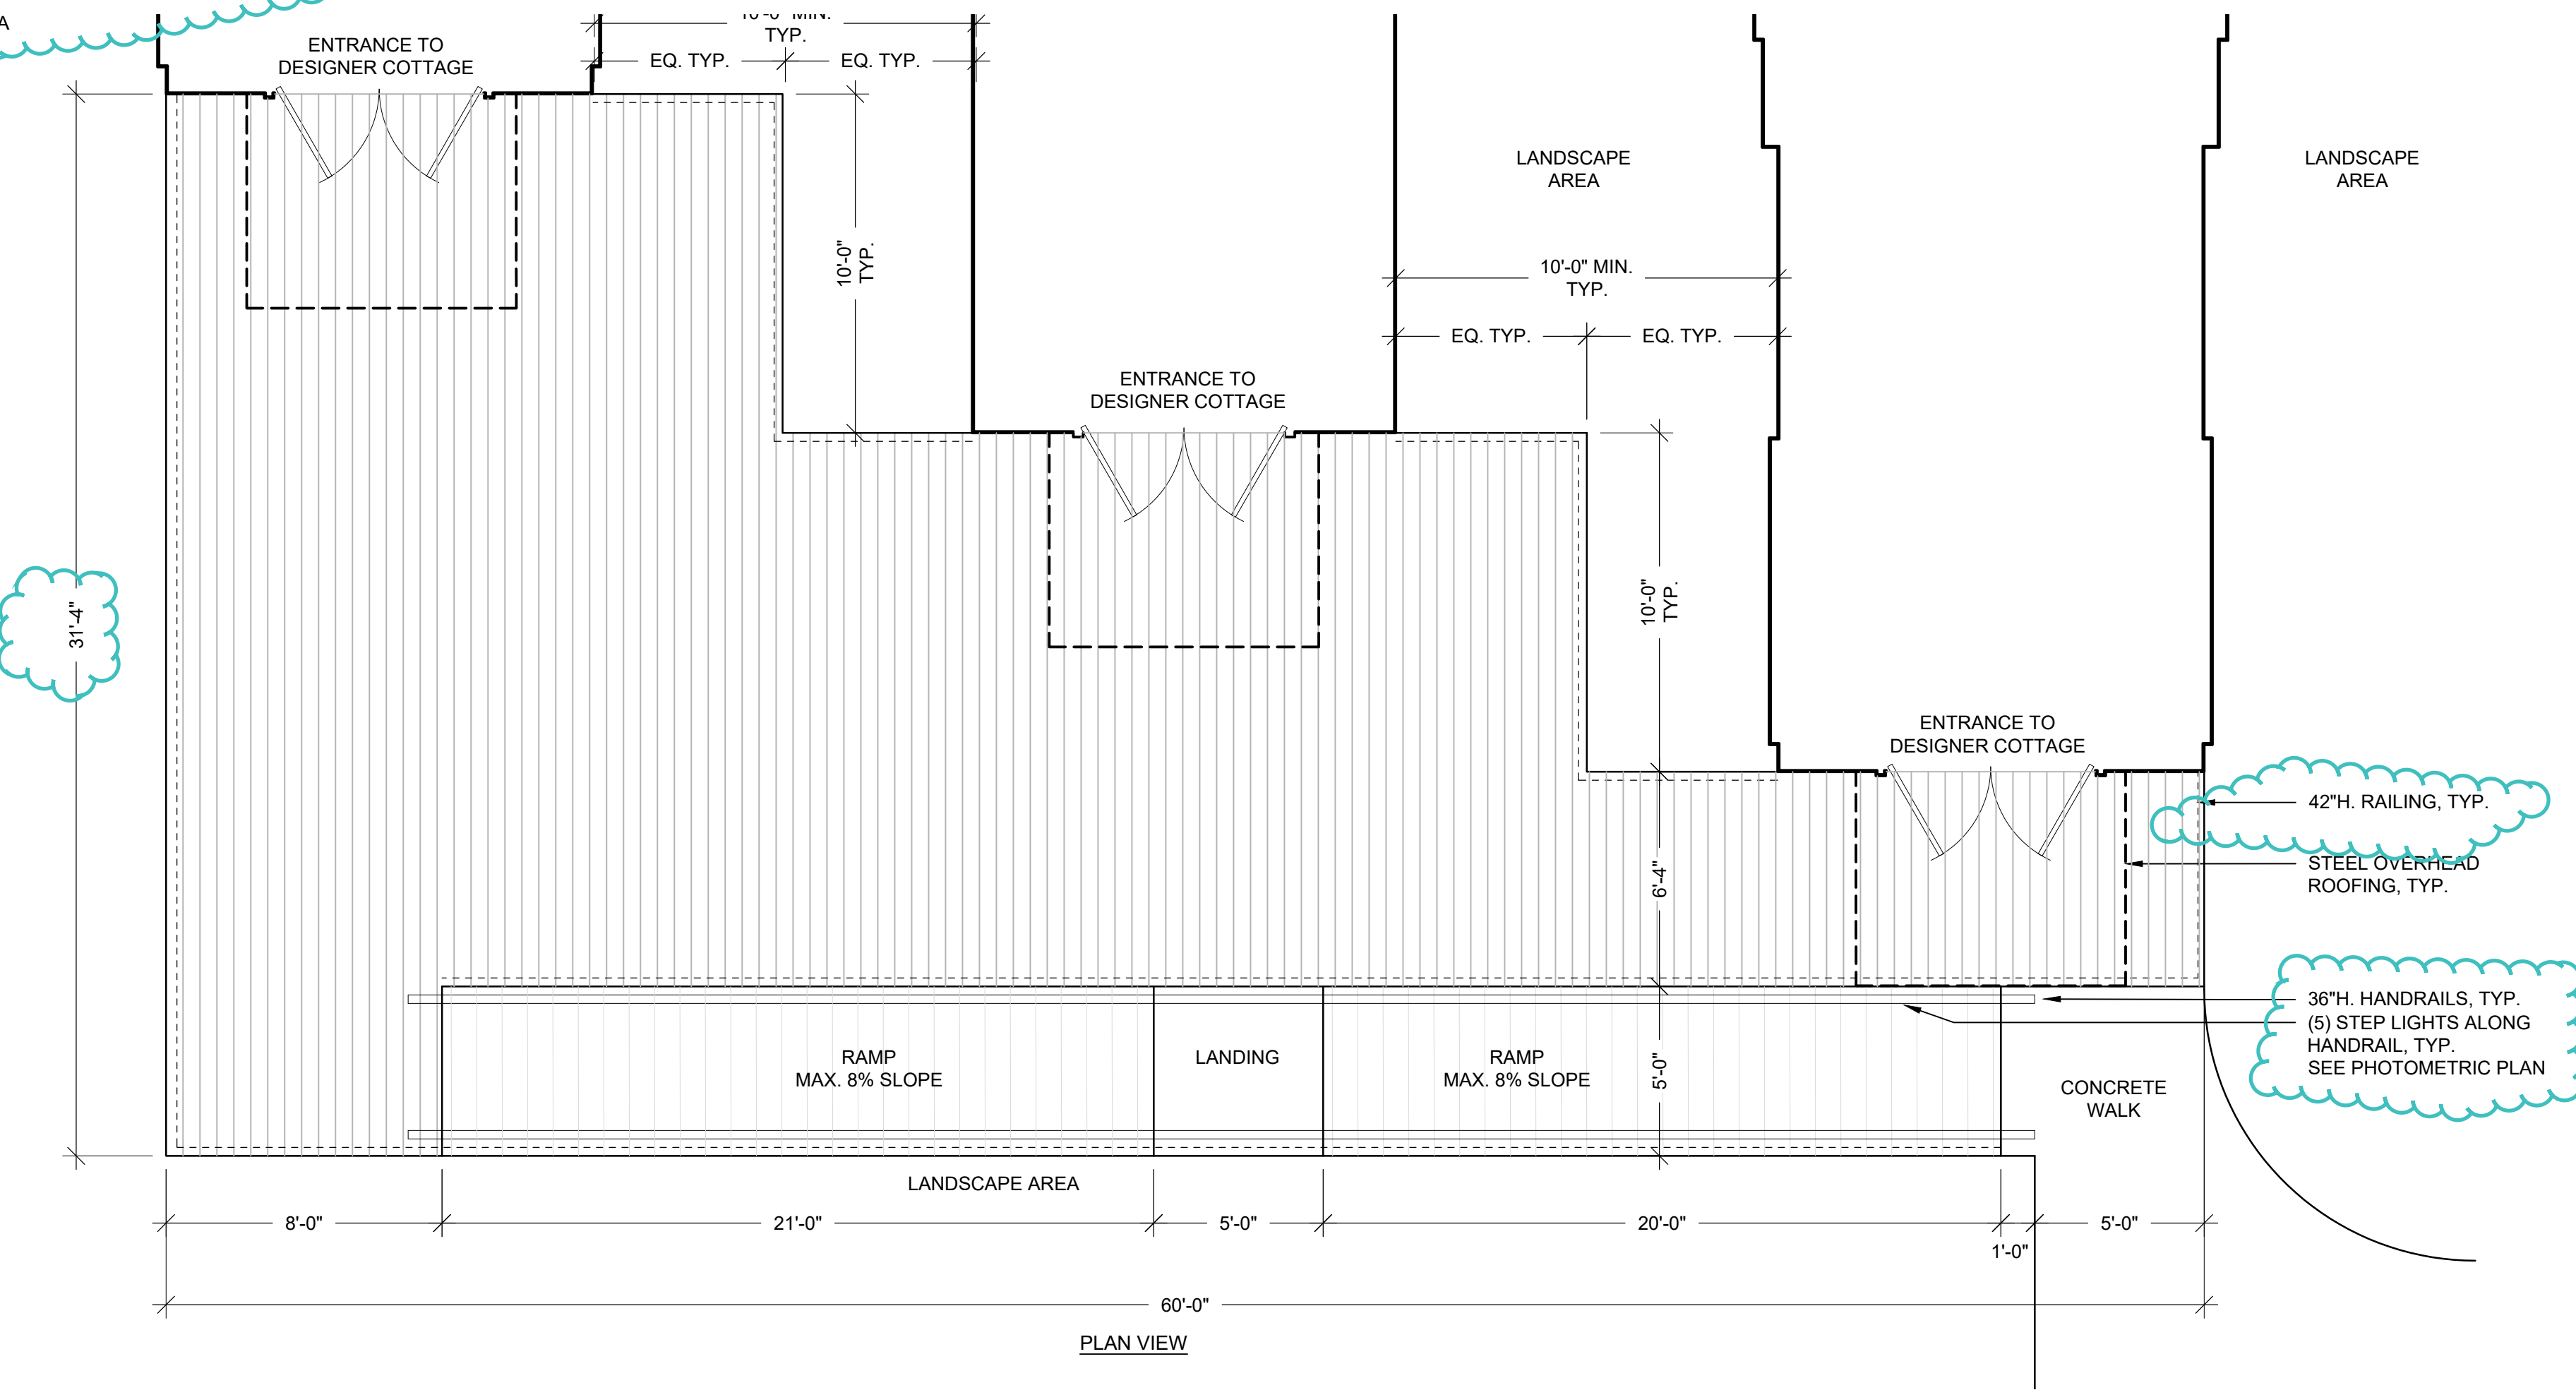 A
10'-0" MIN.
TYP.
EQ. TYP.
EQ. TYP.
ENTRANCE TO
DESIGNER COTTAGE
10'-0"
TYP.
LANDSCAPE
AREA
LANDSCAPE
AREA
10'-0" MIN.
TYP.
EQ. TYP.
EQ. TYP.
ENTRANCE TO
DESIGNER COTTAGE
31'-4"
10'-0"
TYP.
ENTRANCE TO
DESIGNER COTTAGE
42"H. RAILING, TYP.
STEEL OVERHEAD
ROOFING, TYP.
6'-4"
36"H. HANDRAILS, TYP.
(5) STEP LIGHTS ALONG
HANDRAIL, TYP.
SEE PHOTOMETRIC PLAN
RAMP
MAX. 8% SLOPE
LANDING
RAMP
MAX. 8% SLOPE
5'-0"
CONCRETE
WALK
LANDSCAPE AREA
8'-0"
21'-0"
5'-0"
20'-0"
1'-0"
5'-0"
60'-0"
PLAN VIEW